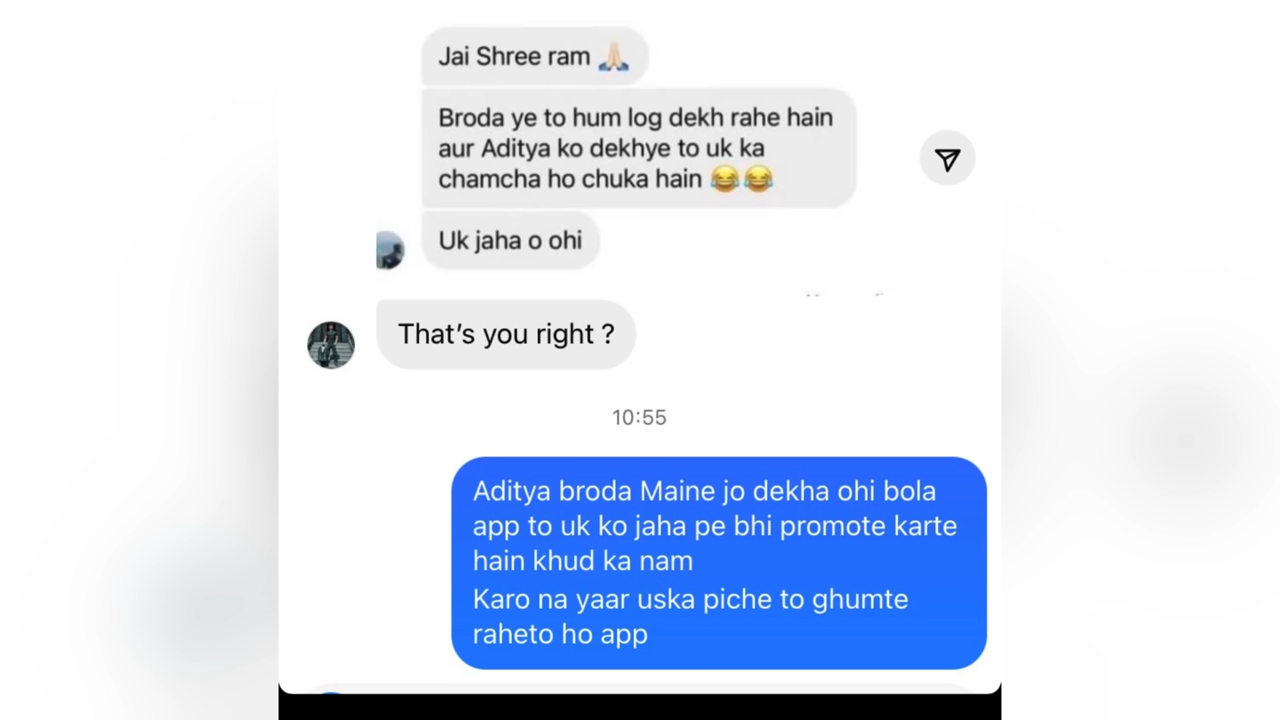 Jai Shree ram 🙏🏻
Broda ye to hum log dekh rahe hain
aur Aditya ko dekhye to uk ka
chamcha ho chuka hain 😂😂
Uk jaha o ohi
That's you right ?
10:55
Aditya broda Maine jo dekha ohi bola
app to uk ko jaha pe bhi promote karte
hain khud ka nam
Karo na yaar uska piche to ghumte
raheto ho app